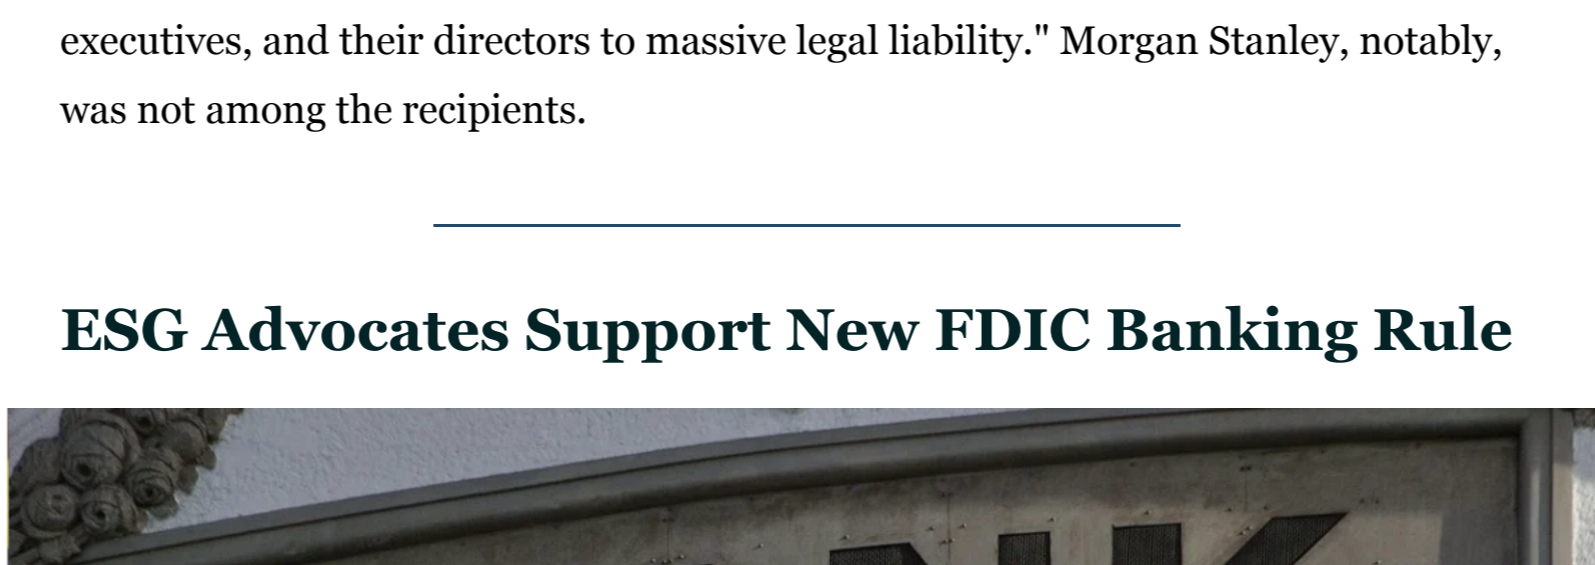 executives, and their directors to massive legal liability." Morgan Stanley, notably,
was not among the recipients.
ESG Advocates Support New FDIC Banking Rule